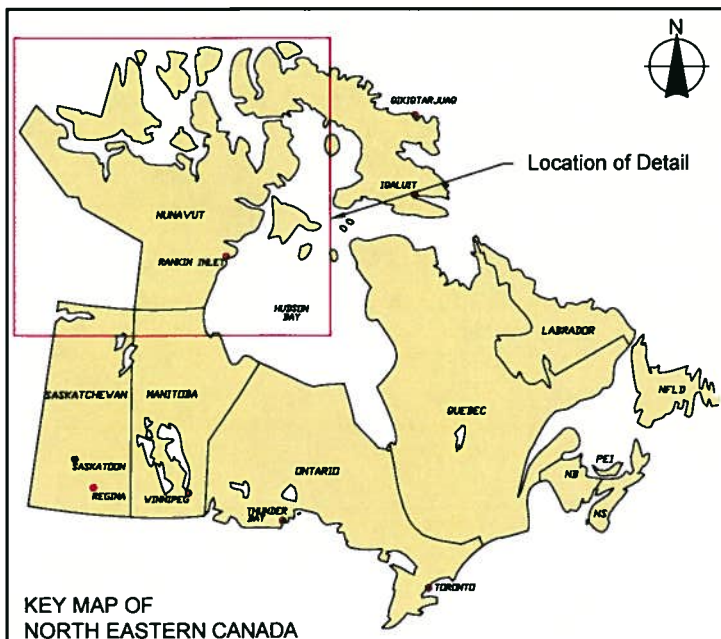 N
QIKIQTARJUAQ
Location of Detail
IQALUIT
NUNAVUT
RANKIN INLET
HUDSON
BAY
LABRADOR
SASKATCHEWAN
MANITOBA
NFLD
QUEBEC
PEI
SASKATOON
ONTARIO
NB
REGINA
WINNIPEG
THUNDER
BAY
NS
TORONTO
KEY MAP OF
NORTH EASTERN CANADA